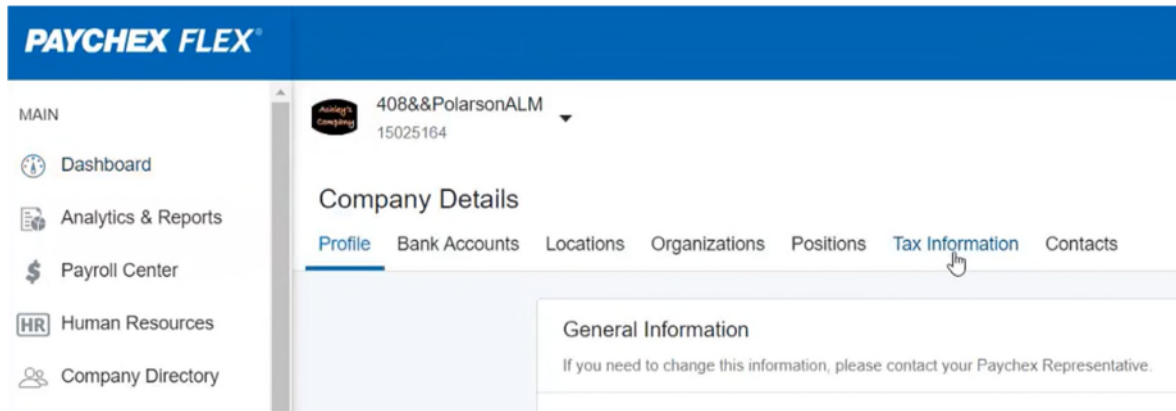 PAYCHEX FLEX®
MAIN
Dashboard
Analytics & Reports
Payroll Center
HR Human Resources
Company Directory
Ashley's
Company
408&&PolarsonALM
15025164
Company Details
Profile Bank Accounts Locations Organizations Positions Tax Information Contacts
General Information
If you need to change this information, please contact your Paychex Representative.